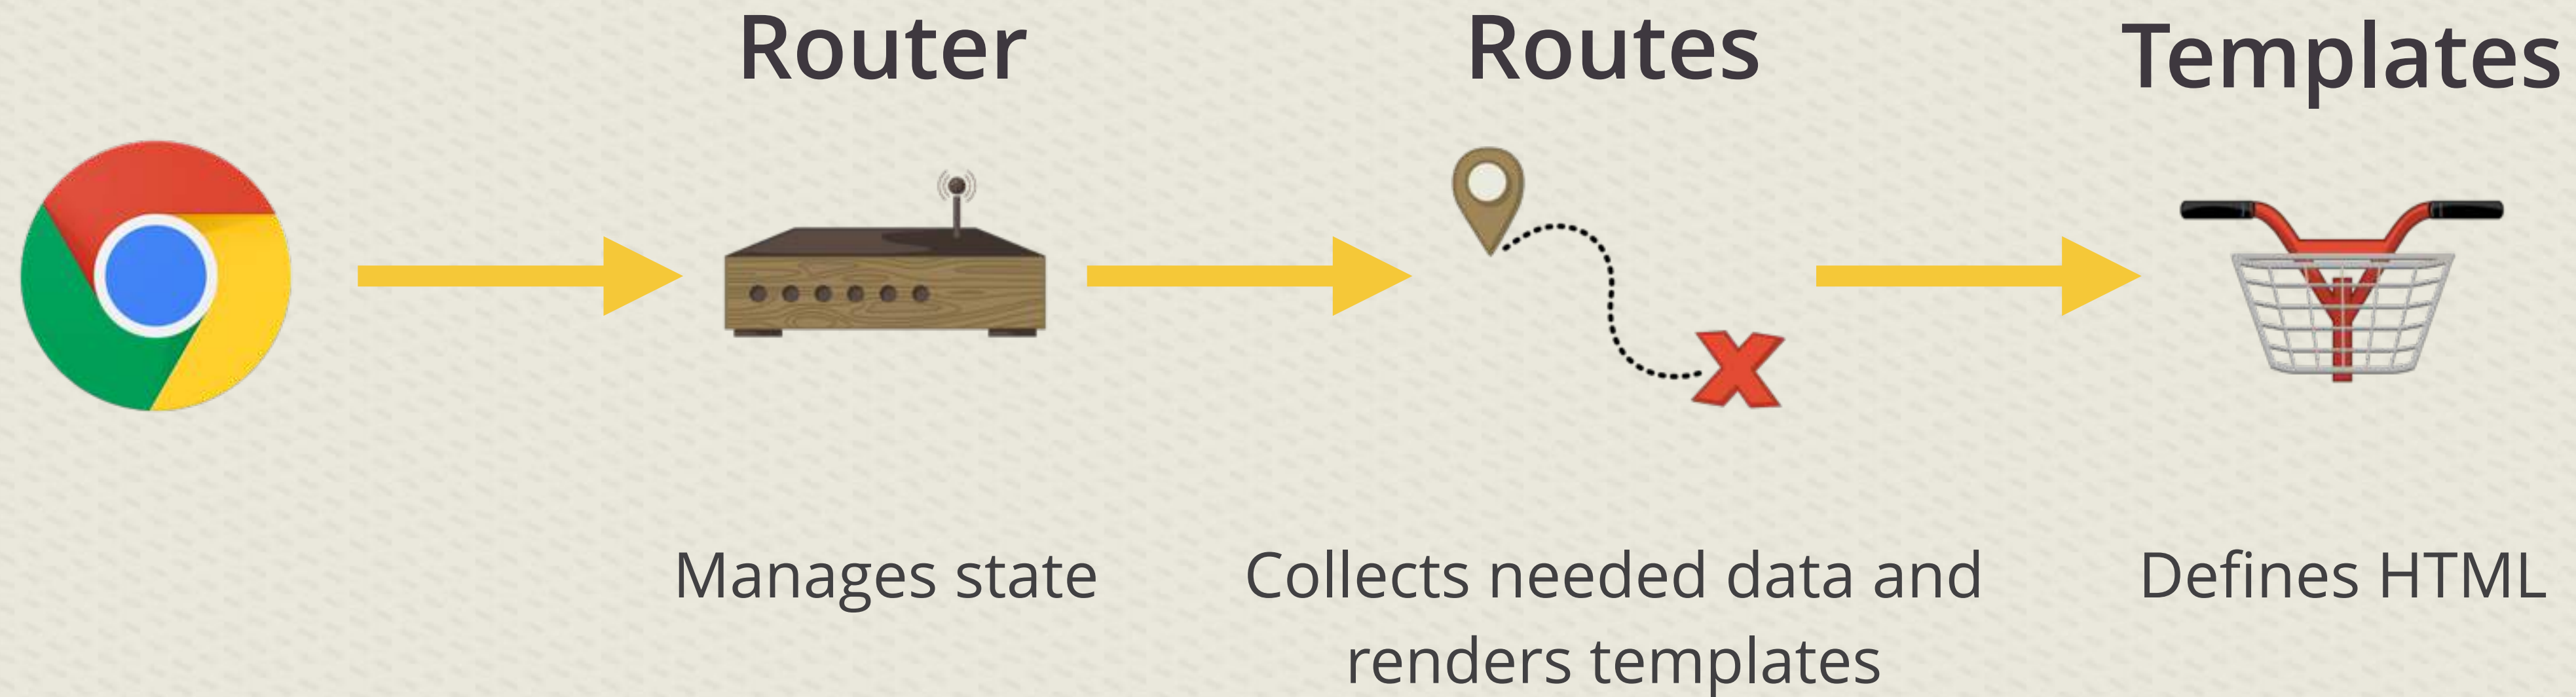 Router
Routes
Templates
Manages state
Collects needed data and
renders templates
Defines HTML